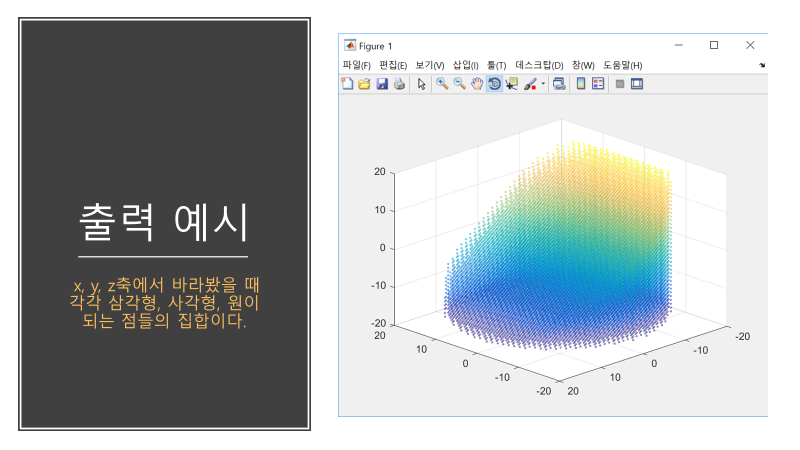 출력 예시
x, y, z축에서 바라봤을 때
각각 삼각형, 사각형, 원이
되는 점들의 집합이다.
Figure 1
파일(F) 편집(E) 보기(V) 삽입(I) 툴(T) 데스크탑(D) 창(W) 도움말(H)
20
10
0
-10
-20
20
10
0
-10
-20
20
10
0
-10
-20